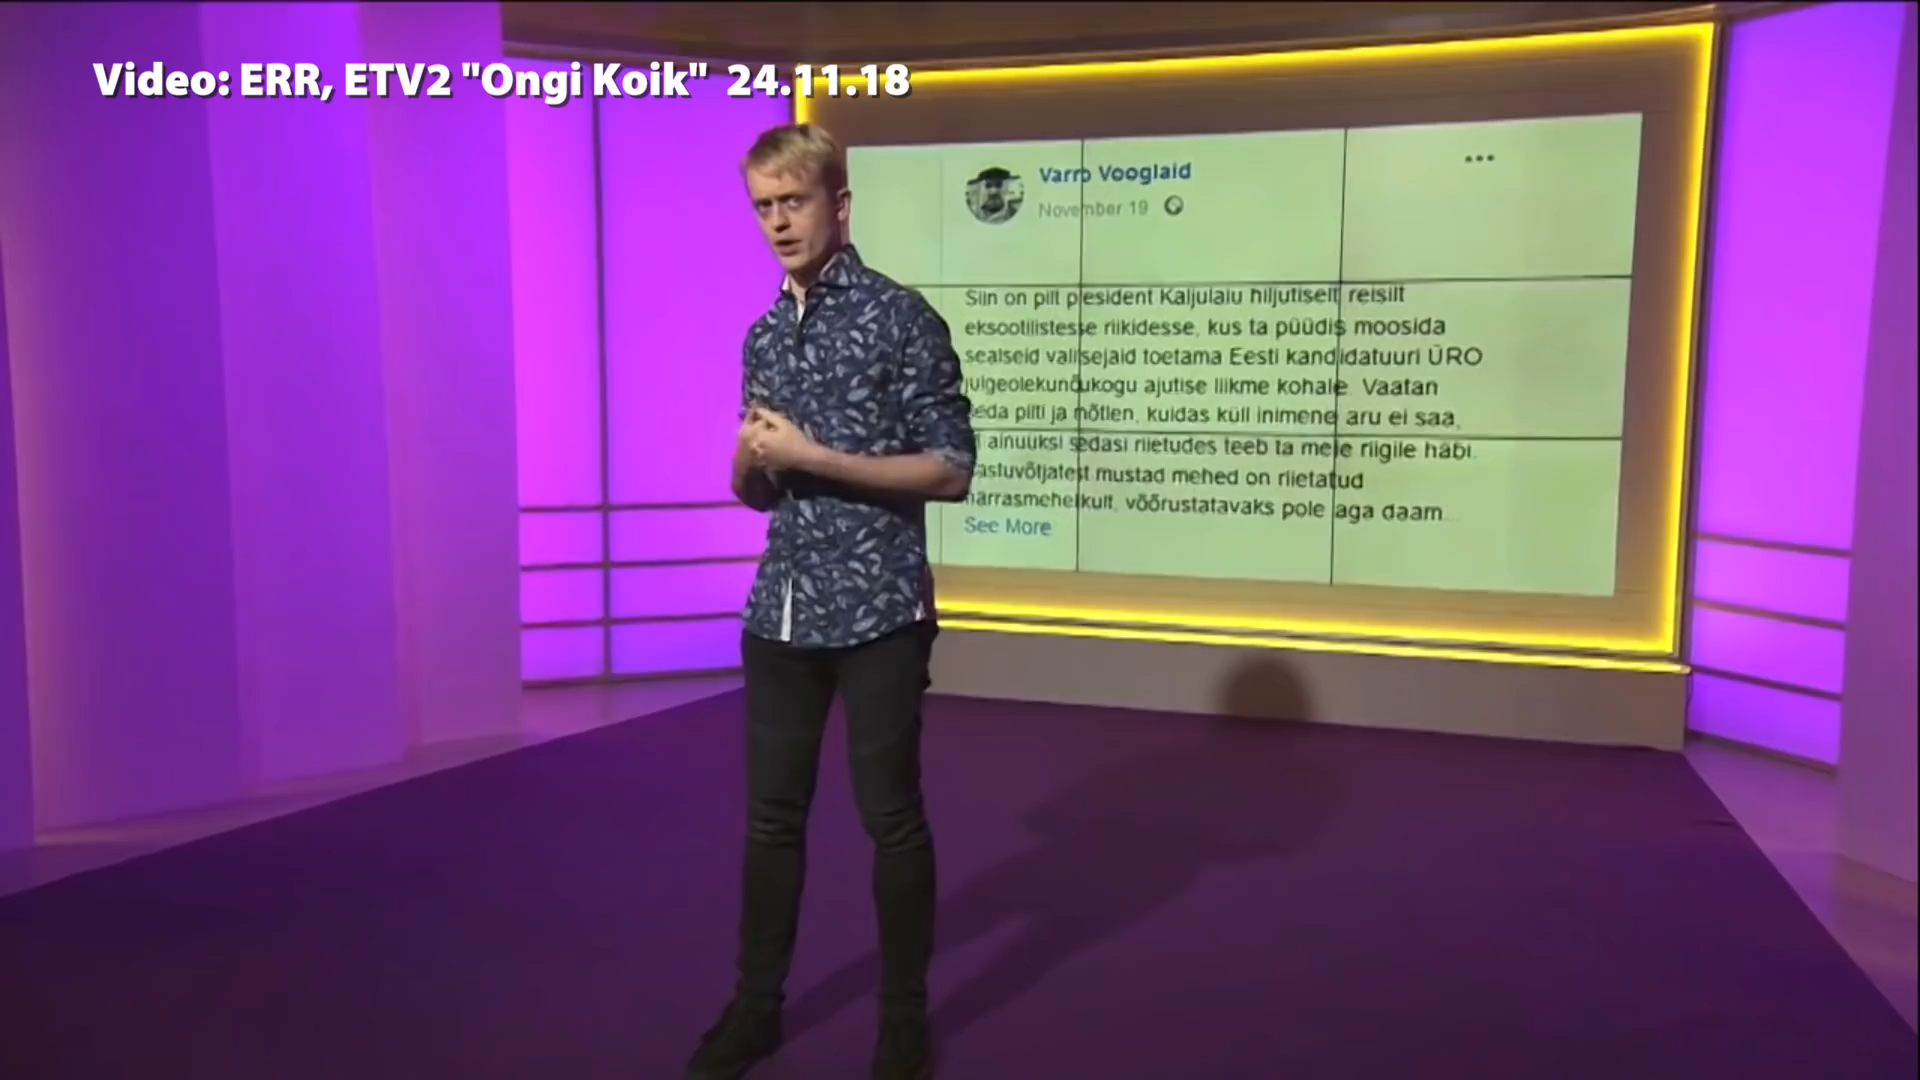 Video: ERR, ETV2 "Ongi Koik" 24.11.18
Varro Vooglaid
November 19
Siin on pilt president Kaljulaiu hiljutiselt reisilt
eksootilistesse riikidesse, kus ta püüdis moosida
sealseid valitsejaid toetama Eesti kandidatuuri ÜRO
julgeolekunõukogu ajutise liikme kohale. Vaatan
seda pilti ja mõtlen, kuidas küll inimene aru ei saa,
ainuüksi sedasi riietudes teeb ta meie riigile häbi.
astuvõtjatest mustad mehed on riietatud
härrasmehelikult, võõrustatavaks pole aga daam...
See More